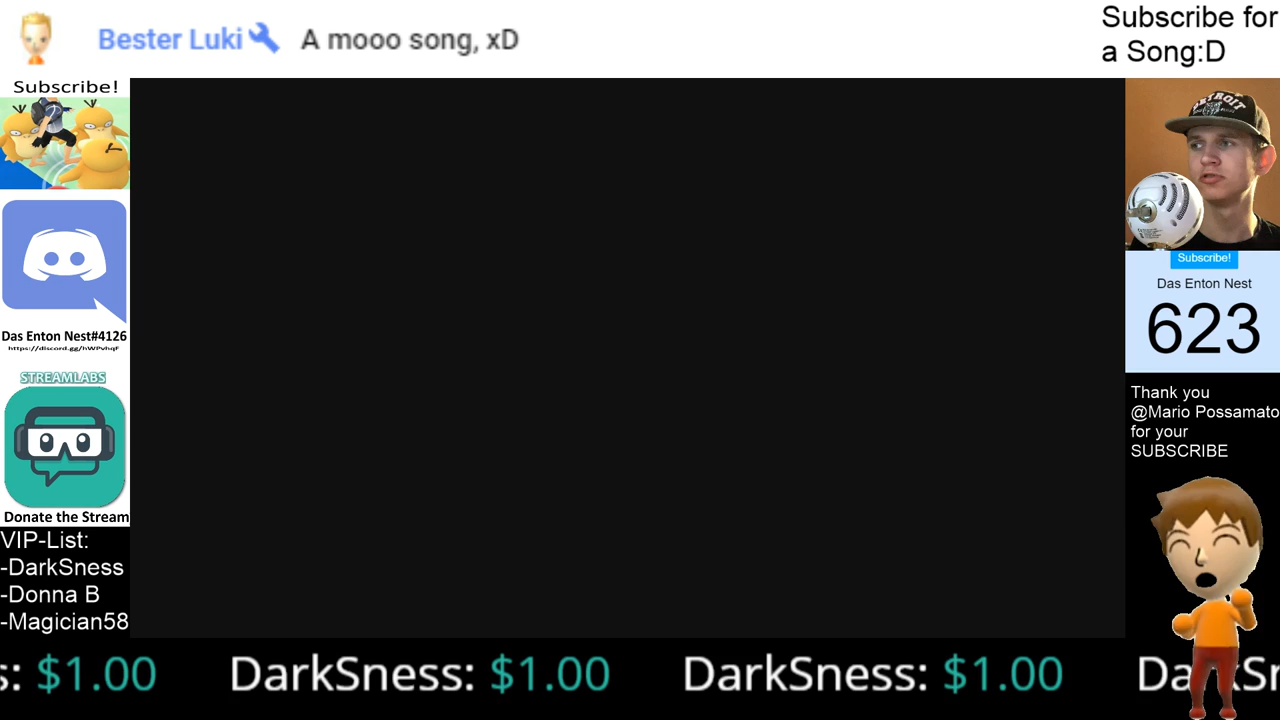 Bester Luki A mooo song, xD
Subscribe for
a Song:D
Subscribe!
Das Enton Nest#4126
STREAMLABS
Donate the Stream
VIP-List:
-DarkSness
-Donna B
-Magician58
DETROIT
Subscribe!
Das Enton Nest
623
Thank you
@Mario Possamato
for your
SUBSCRIBE
s: $1.00 DarkSness: $1.00 DarkSness: $1.00